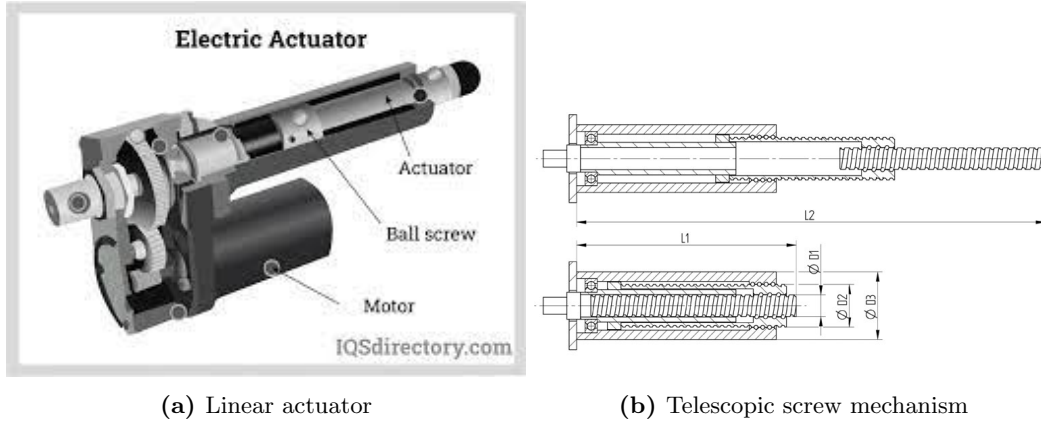 Electric Actuator
Actuator
Ball screw
Motor
IQSdirectory.com
L2
L1
Ø D1
Ø D2
Ø D3
(a) Linear actuator
(b) Telescopic screw mechanism